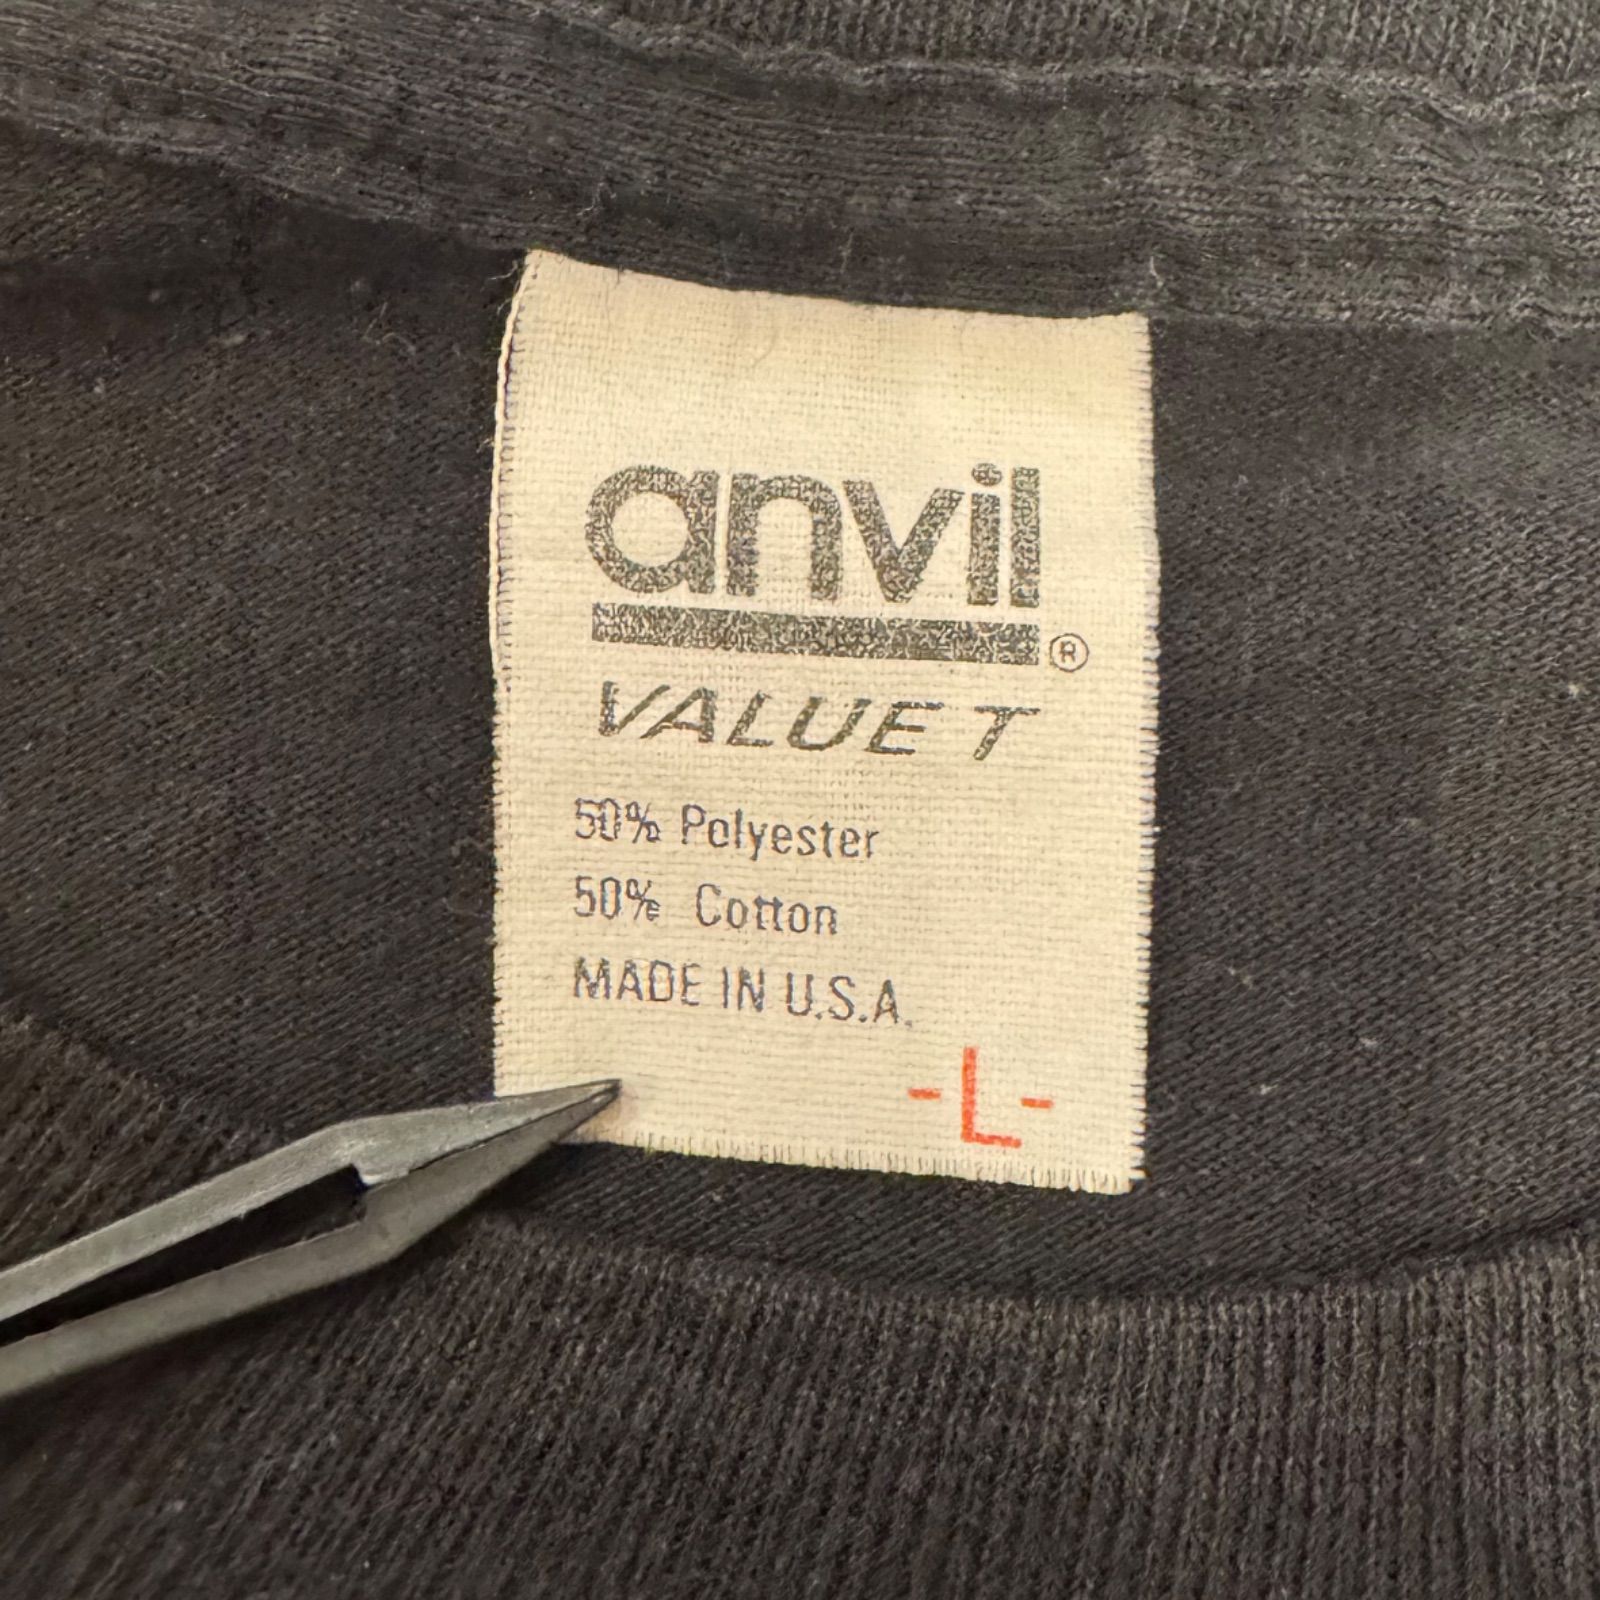 anvil®
VALUE T
50% Polyester
50% Cotton
MADE IN U.S.A.
-L-